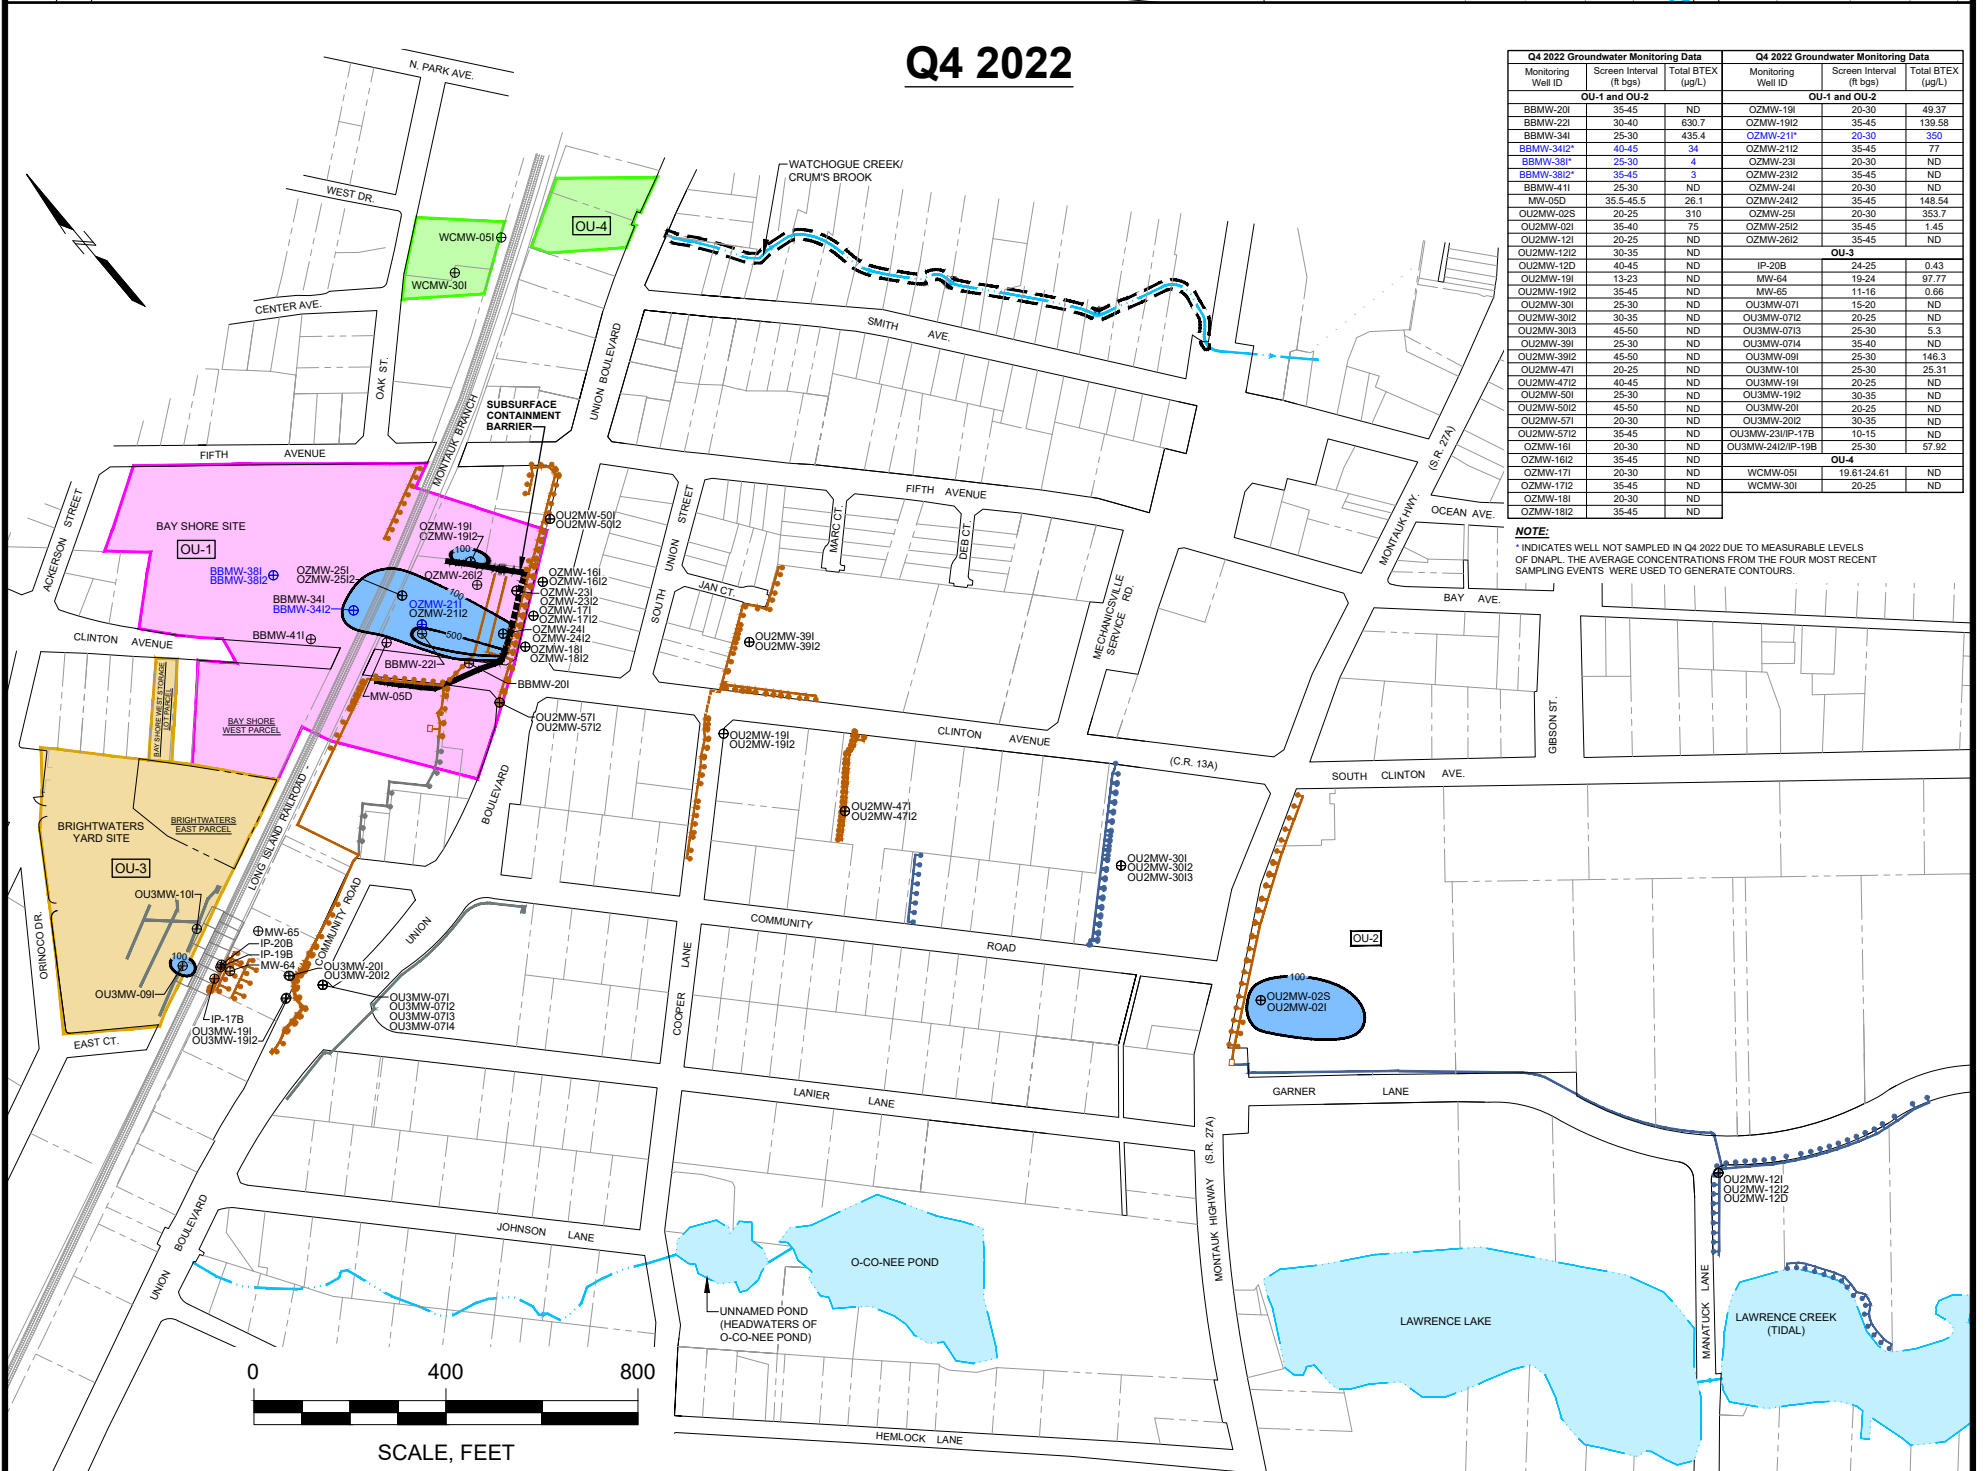 Q4 2022
Q4 2022 Groundwater Monitoring Data
Monitoring Well ID	Screen Interval (ft bgs)	Total BTEX (µg/L)
OU-1 and OU-2
BBMW-20I	35-45	ND
BBMW-22I	30-40	630.7
BBMW-34I	25-30	435.4
BBMW-34I2*	40-45	34
BBMW-38I*	25-30	4
BBMW-38I2*	35-45	3
BBMW-41I	25-30	ND
MW-05D	35.5-45.5	26.1
OU2MW-02S	20-25	310
OU2MW-02I	35-40	75
OU2MW-12I	20-25	ND
OU2MW-12I2	30-35	ND
OU2MW-12D	40-45	ND
OU2MW-19I	13-23	ND
OU2MW-19I2	35-45	ND
OU2MW-30I	25-30	ND
OU2MW-30I2	30-35	ND
OU2MW-30I3	45-50	ND
OU2MW-39I	25-30	ND
OU2MW-39I2	45-50	ND
OU2MW-47I	20-25	ND
OU2MW-47I2	40-45	ND
OU2MW-50I	25-30	ND
OU2MW-50I2	45-50	ND
OU2MW-57I	20-30	ND
OU2MW-57I2	35-45	ND
OZMW-16I	20-30	ND
OZMW-16I2	35-45	ND
OZMW-17I	20-30	ND
OZMW-17I2	35-45	ND
OZMW-18I	20-30	ND
OZMW-18I2	35-45	ND
Q4 2022 Groundwater Monitoring Data
Monitoring Well ID	Screen Interval (ft bgs)	Total BTEX (µg/L)
OU-1 and OU-2
OZMW-19I	20-30	49.37
OZMW-19I2	35-45	139.58
OZMW-21I*	20-30	350
OZMW-21I2	35-45	77
OZMW-23I	20-30	ND
OZMW-23I2	35-45	ND
OZMW-24I	20-30	ND
OZMW-24I2	35-45	148.54
OZMW-25I	20-30	353.7
OZMW-25I2	35-45	1.45
OZMW-26I2	35-45	ND
OU-3
IP-20B	24-25	0.43
MW-64	19-24	97.77
MW-65	11-16	0.66
OU3MW-07I	15-20	ND
OU3MW-07I2	20-25	ND
OU3MW-07I3	25-30	5.3
OU3MW-07I4	35-40	ND
OU3MW-09I	25-30	146.3
OU3MW-10I	25-30	25.31
OU3MW-19I	20-25	ND
OU3MW-19I2	30-35	ND
OU3MW-20I	20-25	ND
OU3MW-20I2	30-35	ND
OU3MW-23I/IP-17B	10-15	ND
OU3MW-24I2/IP-19B	25-30	57.92
OU-4
WCMW-05I	19.61-24.61	ND
WCMW-30I	20-25	ND
NOTE:
* INDICATES WELL NOT SAMPLED IN Q4 2022 DUE TO MEASURABLE LEVELS
OF DNAPL. THE AVERAGE CONCENTRATIONS FROM THE FOUR MOST RECENT
SAMPLING EVENTS WERE USED TO GENERATE CONTOURS.
N. PARK AVE.
N
WEST DR.
CENTER AVE.
OAK ST.
WCMW-05I
WCMW-30I
OU-4
WATCHOGUE CREEK/
CRUM'S BROOK
SMITH AVE.
UNION BOULEVARD
MONTAUK BRANCH
SUBSURFACE
CONTAINMENT
BARRIER
FIFTH AVENUE
FIFTH AVENUE
ACKERSON STREET
BAY SHORE SITE
OU-1
BBMW-38I
BBMW-38I2
OZMW-25I
OZMW-25I2
BBMW-34I
BBMW-34I2
BBMW-41I
OZMW-19I
OZMW-19I2
100
OZMW-26I2
100
OZMW-21I
OZMW-21I2
500
BBMW-22I
MW-05D
BBMW-20I
OU2MW-50I
OU2MW-50I2
OZMW-16I
OZMW-16I2
OZMW-23I
OZMW-23I2
OZMW-17I
OZMW-17I2
OZMW-24I
OZMW-24I2
OZMW-18I
OZMW-18I2
OU2MW-57I
OU2MW-57I2
SOUTH UNION STREET
JAN CT.
MARC CT.
DEB CT.
MECHANICSVILLE
SERVICE RD.
MONTAUK HWY.
(S.R. 27A)
OCEAN AVE.
BAY AVE.
GIBSON ST.
SOUTH CLINTON AVE.
CLINTON AVENUE
CLINTON AVENUE
(C.R. 13A)
OU2MW-39I
OU2MW-39I2
OU2MW-19I
OU2MW-19I2
OU2MW-47I
OU2MW-47I2
OU2MW-30I
OU2MW-30I2
OU2MW-30I3
BAY SHORE WEST STORAGE
LOT PARCEL
BAY SHORE
WEST PARCEL
BRIGHTWATERS
YARD SITE
BRIGHTWATERS
EAST PARCEL
OU-3
LONG ISLAND RAILROAD
BOULEVARD
COMMUNITY ROAD
UNION
COMMUNITY ROAD
COOPER LANE
ORINOCO DR.
OU3MW-10I
100
OU3MW-09I
MW-65
IP-20B
IP-19B
MW-64
IP-17B
OU3MW-19I
OU3MW-19I2
OU3MW-20I
OU3MW-20I2
OU3MW-07I
OU3MW-07I2
OU3MW-07I3
OU3MW-07I4
EAST CT.
OU-2
100
OU2MW-02S
OU2MW-02I
LANIER LANE
GARNER LANE
MONTAUK HIGHWAY (S.R. 27A)
OU2MW-12I
OU2MW-12I2
OU2MW-12D
MANATUCK LANE
UNION BOULEVARD
JOHNSON LANE
O-CO-NEE POND
UNNAMED POND
(HEADWATERS OF
O-CO-NEE POND)
LAWRENCE LAKE
LAWRENCE CREEK
(TIDAL)
HEMLOCK LANE
0 400 800
SCALE, FEET